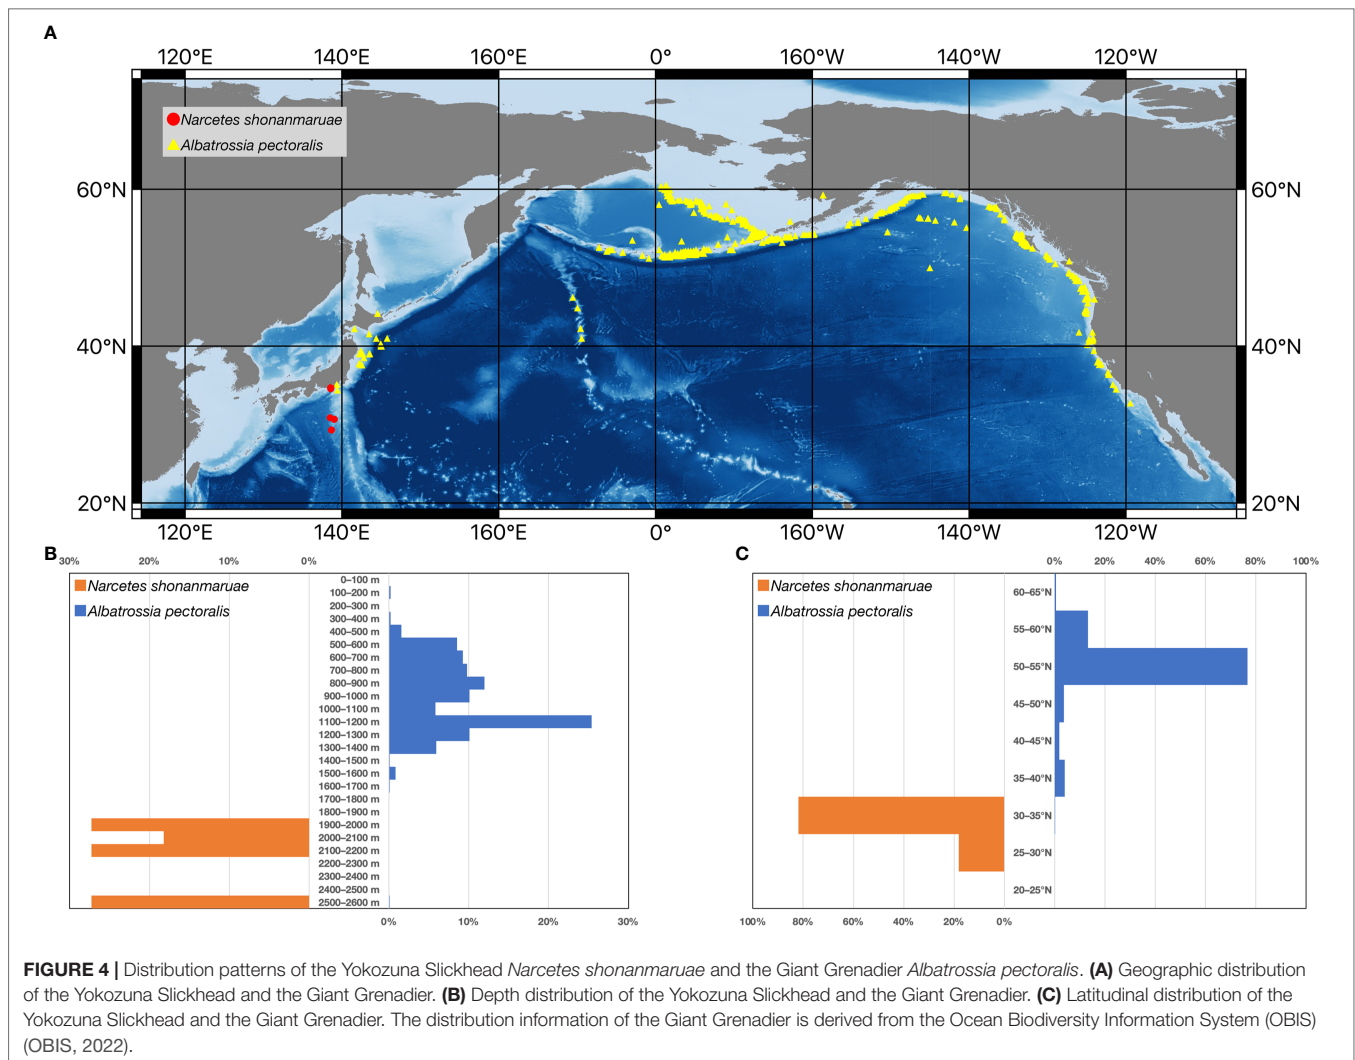 A
120°E 140°E 160°E 0° 160°W 140°W 120°W
Narcetes shonanmaruae
Albatrossia pectoralis
60°N 60°N
40°N 40°N
20°N 20°N
120°E 140°E 160°E 0° 160°W 140°W 120°W
B
30% 20% 10% 0%
Narcetes shonanmaruae
Albatrossia pectoralis
0–100 m
100–200 m
200–300 m
300–400 m
400–500 m
500–600 m
600–700 m
700–800 m
800–900 m
900–1000 m
1000–1100 m
1100–1200 m
1200–1300 m
1300–1400 m
1400–1500 m
1500–1600 m
1600–1700 m
1700–1800 m
1800–1900 m
1900–2000 m
2000–2100 m
2100–2200 m
2200–2300 m
2300–2400 m
2400–2500 m
2500–2600 m
0% 10% 20% 30%
C
0% 20% 40% 60% 80% 100%
Narcetes shonanmaruae
Albatrossia pectoralis
60–65°N
55–60°N
50–55°N
45–50°N
40–45°N
35–40°N
30–35°N
25–30°N
20–25°N
100% 80% 60% 40% 20% 0%
FIGURE 4 | Distribution patterns of the Yokozuna Slickhead Narcetes shonanmaruae and the Giant Grenadier Albatrossia pectoralis. (A) Geographic distribution
of the Yokozuna Slickhead and the Giant Grenadier. (B) Depth distribution of the Yokozuna Slickhead and the Giant Grenadier. (C) Latitudinal distribution of the
Yokozuna Slickhead and the Giant Grenadier. The distribution information of the Giant Grenadier is derived from the Ocean Biodiversity Information System (OBIS)
(OBIS, 2022).